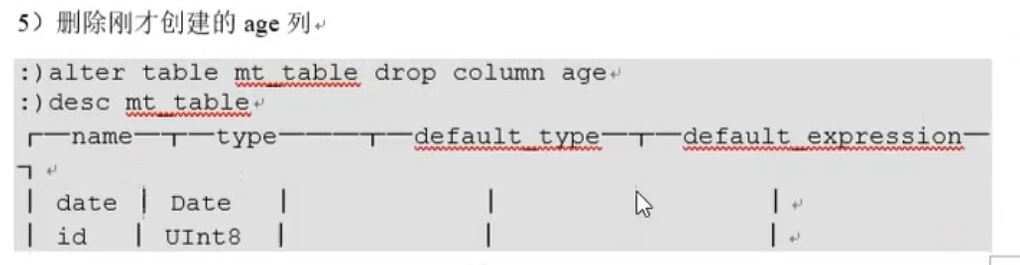 5）删除刚才创建的 age 列↵
:)alter table mt_table drop column age↵
:)desc mt_table↵
┌──name──┬──type──────┬──default_type──┬──default_expression─
┐ ↵
│ date │ Date │ │ │ ↵
│ id │ UInt8 │ │ │ ↵